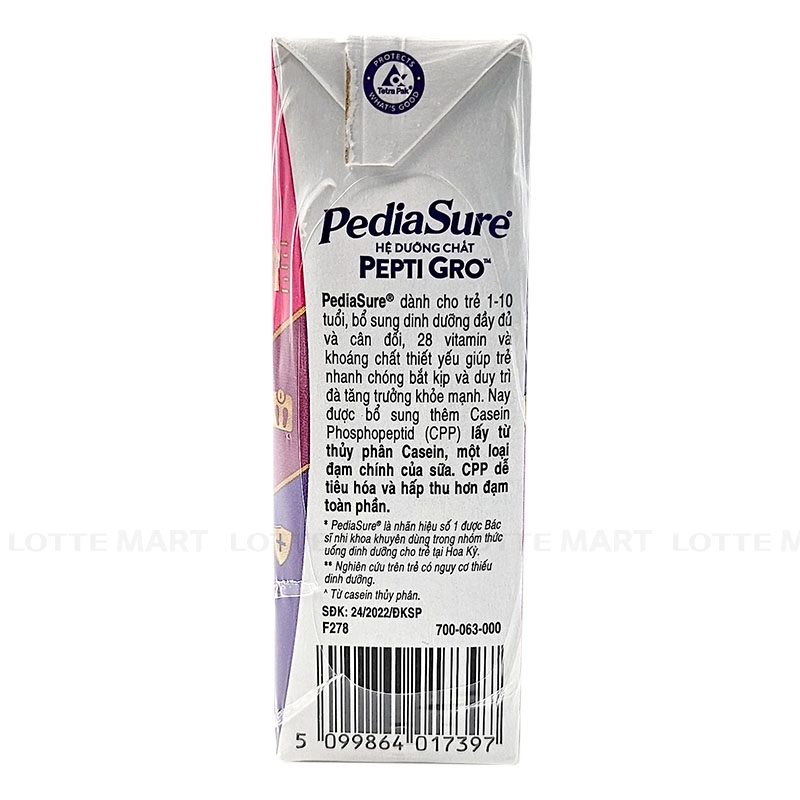 PROTECTS
Tetra Pak®
WHAT'S GOOD
PediaSure®
HỆ DƯỠNG CHẤT
PEPTI GRO™
PediaSure® dành cho trẻ 1-10
tuổi, bổ sung dinh dưỡng đầy đủ
và cân đối, 28 vitamin và
khoáng chất thiết yếu giúp trẻ
nhanh chóng bắt kịp và duy trì
đà tăng trưởng khỏe mạnh. Nay
được bổ sung thêm Casein
Phosphopeptid (CPP) lấy từ
thủy phân Casein, một loại
đạm chính của sữa. CPP dễ
tiêu hóa và hấp thu hơn đạm
toàn phần.
* PediaSure® là nhãn hiệu số 1 được Bác
sĩ nhi khoa khuyên dùng trong nhóm thức
uống dinh dưỡng cho trẻ tại Hoa Kỳ.
** Nghiên cứu trên trẻ có nguy cơ thiếu
dinh dưỡng.
^ Từ casein thủy phân.
SĐK: 24/2022/ĐKSP
F278 700-063-000
5 099864 017397
LOTTE MART LOTTE MART LOTTE MART